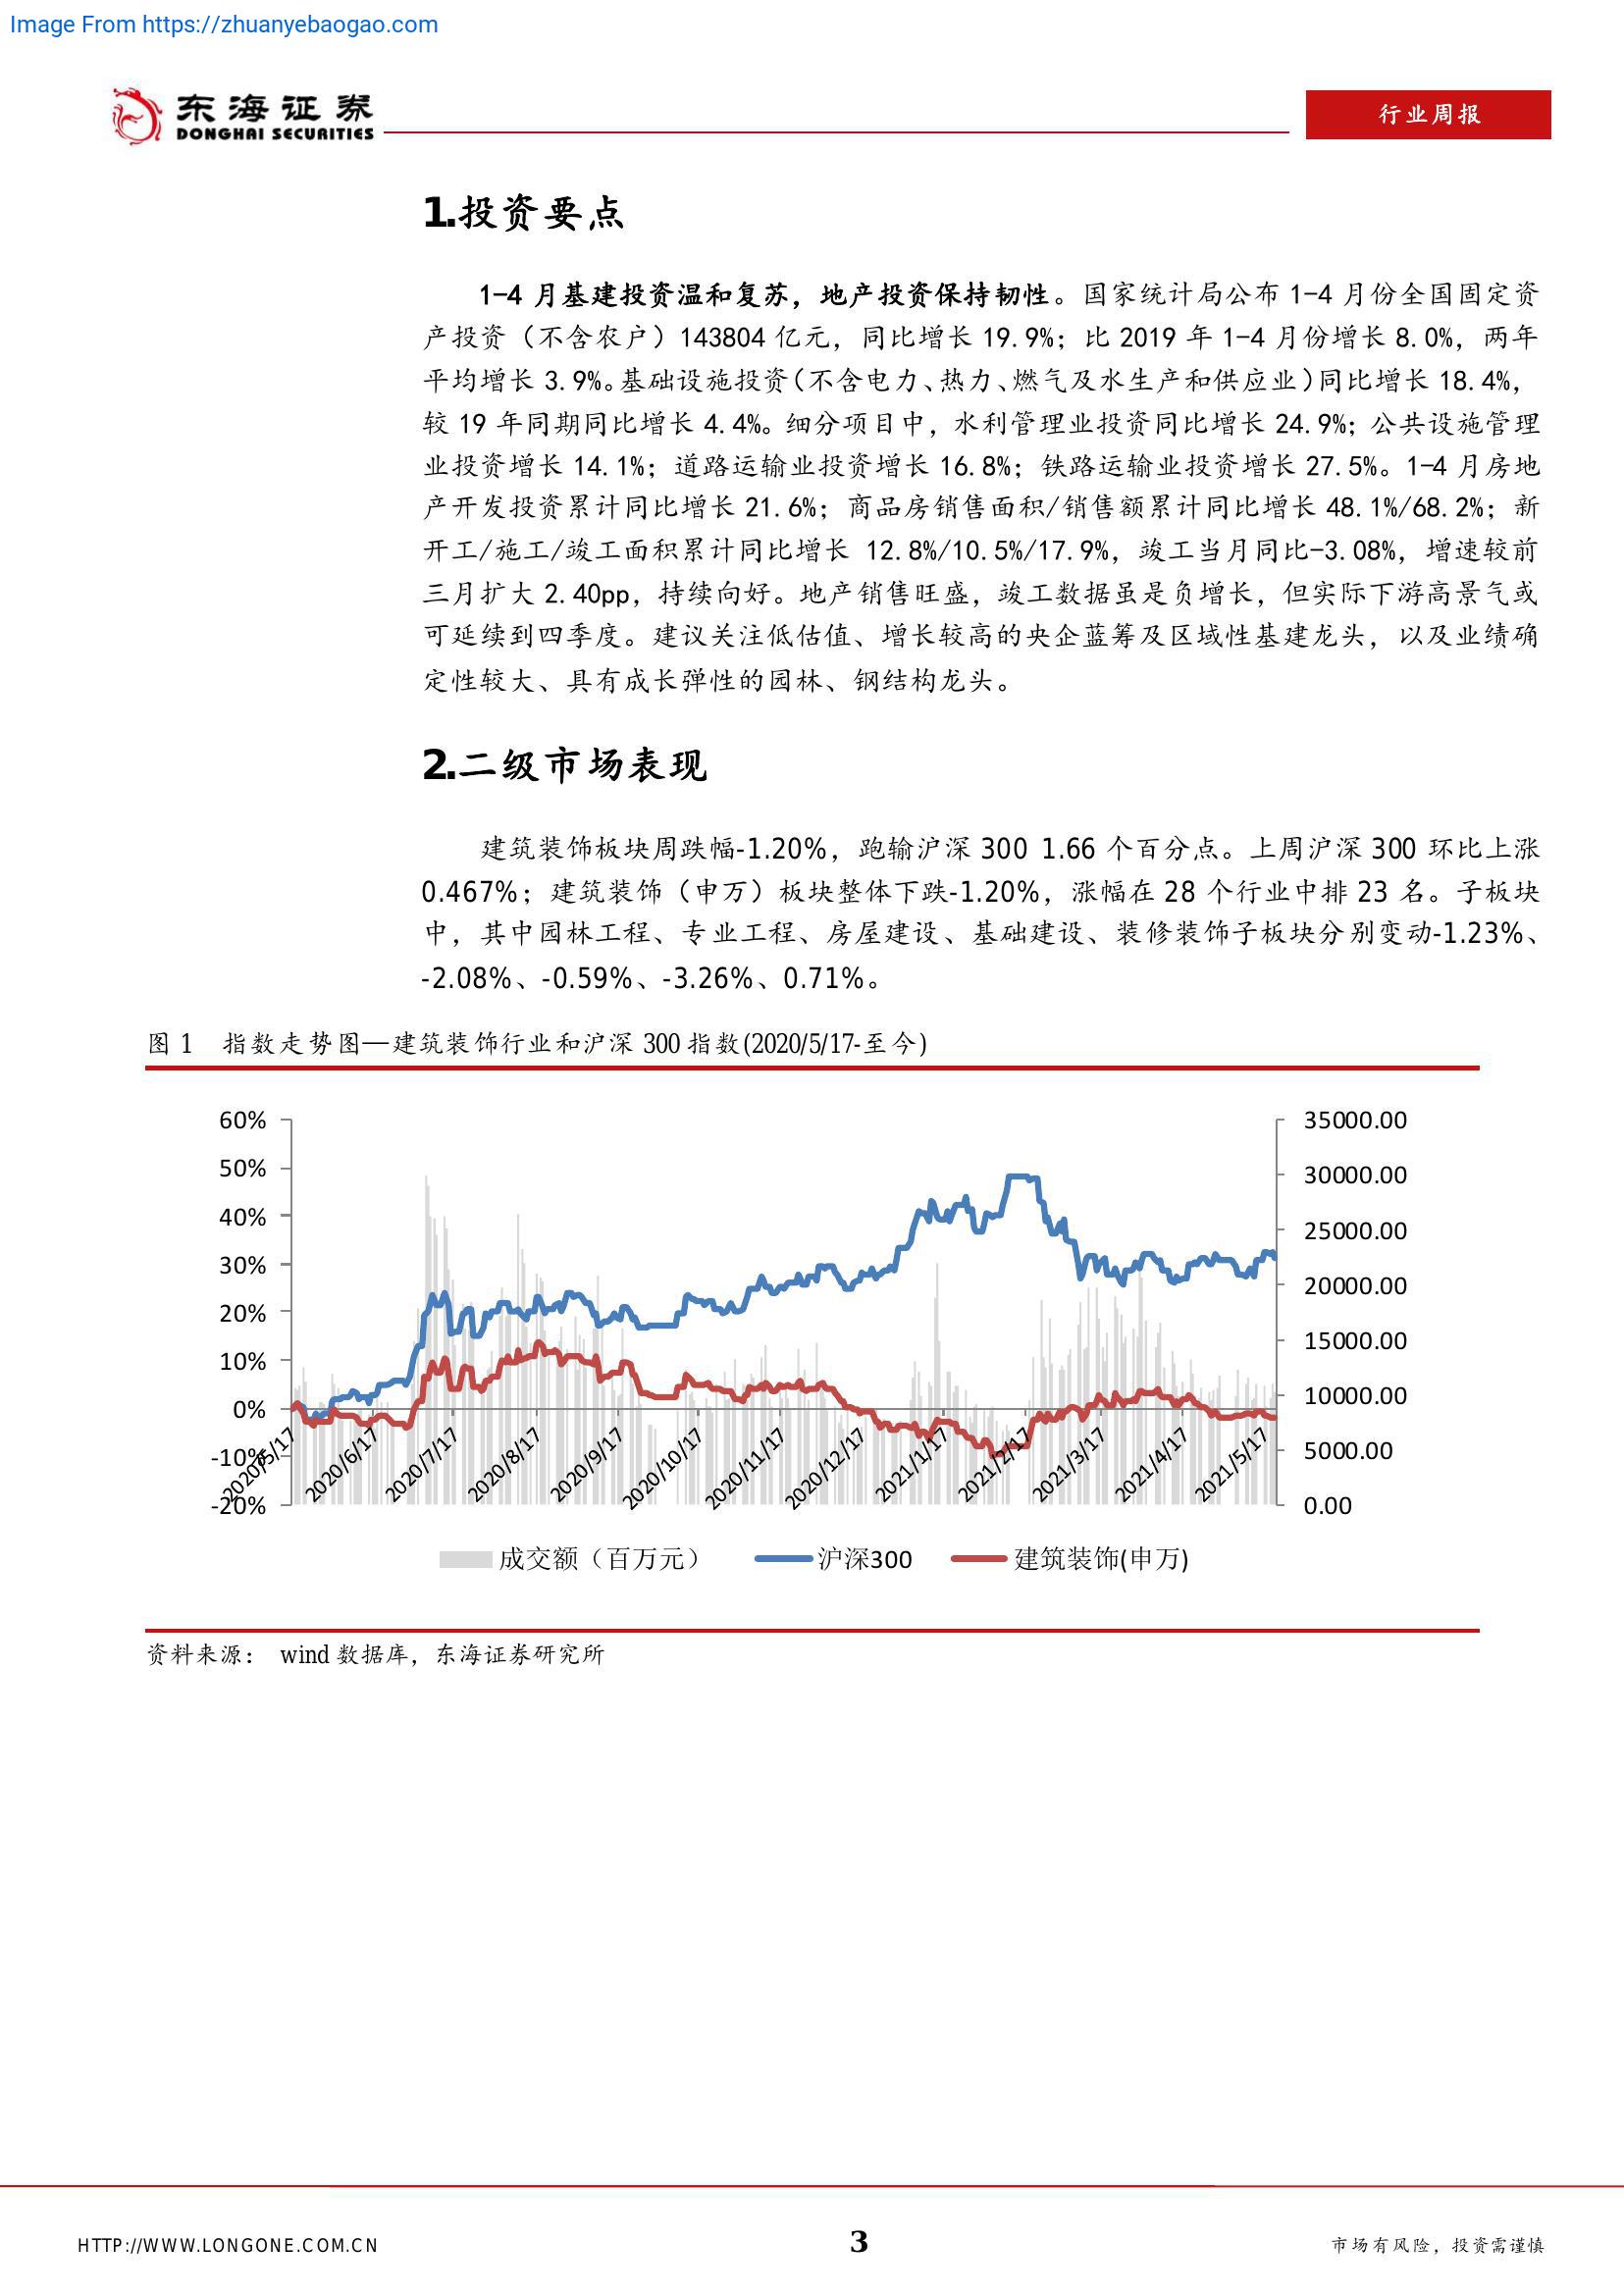 Image From https://zhuanyebaogao.com
东海证券
DONGHAI SECURITIES
行业周报
1.投资要点
1-4 月基建投资温和复苏，地产投资保持韧性。国家统计局公布 1-4 月份全国固定资
产投资（不含农户）143804 亿元，同比增长 19.9%；比 2019 年 1-4 月份增长 8.0%，两年
平均增长 3.9%。基础设施投资（不含电力、热力、燃气及水生产和供应业）同比增长 18.4%，
较 19 年同期同比增长 4.4%。细分项目中，水利管理业投资同比增长 24.9%；公共设施管理
业投资增长 14.1%；道路运输业投资增长 16.8%；铁路运输业投资增长 27.5%。1-4 月房地
产开发投资累计同比增长 21.6%；商品房销售面积/销售额累计同比增长 48.1%/68.2%；新
开工/施工/竣工面积累计同比增长 12.8%/10.5%/17.9%，竣工当月同比-3.08%，增速较前
三月扩大 2.40pp，持续向好。地产销售旺盛，竣工数据虽是负增长，但实际下游高景气或
可延续到四季度。建议关注低估值、增长较高的央企蓝筹及区域性基建龙头，以及业绩确
定性较大、具有成长弹性的园林、钢结构龙头。
2.二级市场表现
建筑装饰板块周跌幅-1.20%，跑输沪深 300 1.66 个百分点。上周沪深 300 环比上涨
0.467%；建筑装饰（申万）板块整体下跌-1.20%，涨幅在 28 个行业中排 23 名。子板块
中，其中园林工程、专业工程、房屋建设、基础建设、装修装饰子板块分别变动-1.23%、
-2.08%、-0.59%、-3.26%、0.71%。
图 1 指数走势图—建筑装饰行业和沪深 300 指数(2020/5/17-至今)
60% 35000.00
50% 30000.00
40% 25000.00
30% 20000.00
20% 15000.00
10% 10000.00
0% 5000.00
-10% 0.00
-20%
2020/5/17 2020/6/17 2020/7/17 2020/8/17 2020/9/17 2020/10/17 2020/11/17 2020/12/17 2021/1/17 2021/2/17 2021/3/17 2021/4/17 2021/5/17
成交额（百万元） 沪深300 建筑装饰(申万)
资料来源： wind 数据库，东海证券研究所
HTTP://WWW.LONGONE.COM.CN 3 市场有风险，投资需谨慎